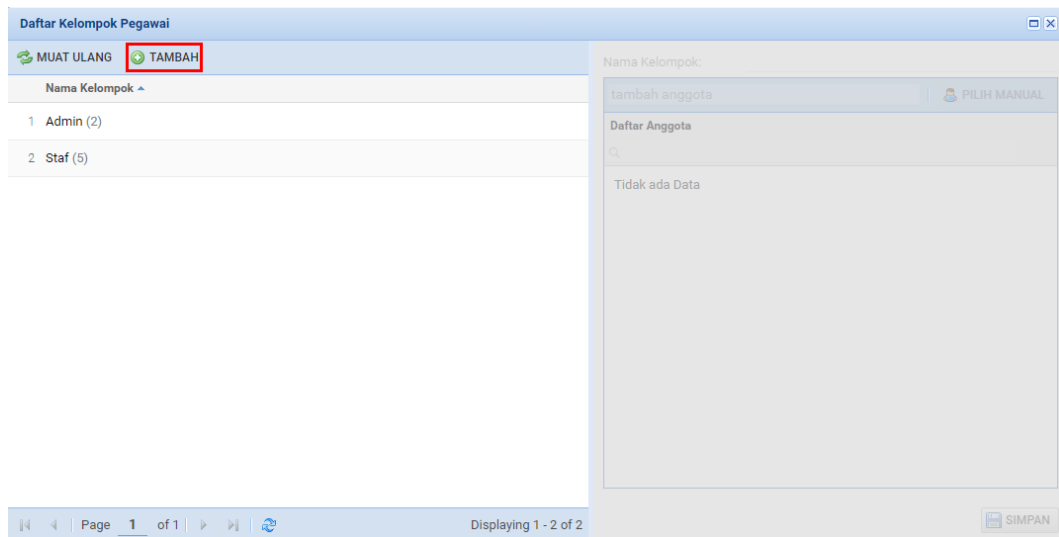 Daftar Kelompok Pegawai
MUAT ULANG TAMBAH
Nama Kelompok
1 Admin (2)
2 Staf (5)
Page 1 of 1 Displaying 1 - 2 of 2
Nama Kelompok:
tambah anggota PILIH MANUAL
Daftar Anggota
Tidak ada Data
SIMPAN